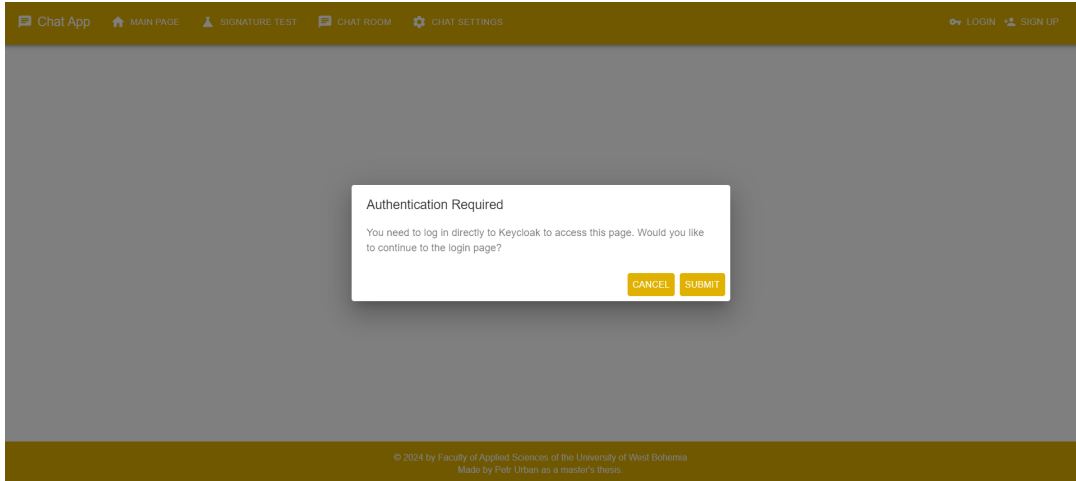 Chat App MAIN PAGE SIGNATURE TEST CHAT ROOM CHAT SETTINGS LOGIN SIGN UP
Authentication Required
You need to log in directly to Keycloak to access this page. Would you like
to continue to the login page?
CANCEL SUBMIT
© 2024 by Faculty of Applied Sciences of the University of West Bohemia
Made by Petr Urban as a master's thesis.